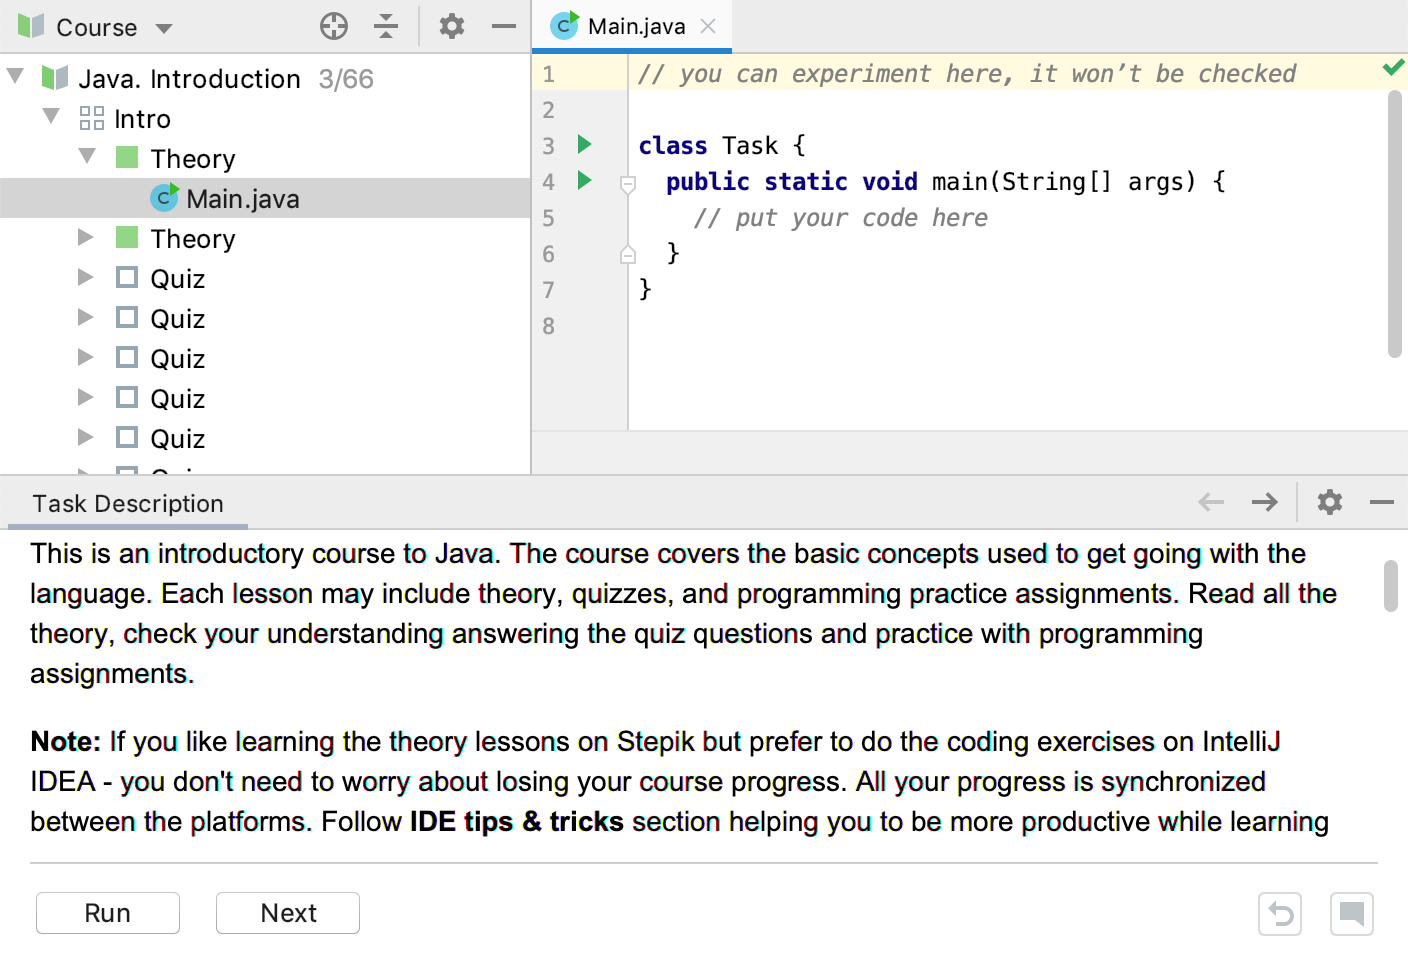 Course
Java. Introduction 3/66
Intro
Theory
Main.java
Theory
Quiz
Quiz
Quiz
Quiz
Quiz
Main.java
1 // you can experiment here, it won’t be checked
2
3 class Task {
4 public static void main(String[] args) {
5 // put your code here
6 }
7 }
8
Task Description
This is an introductory course to Java. The course covers the basic concepts used to get going with the
language. Each lesson may include theory, quizzes, and programming practice assignments. Read all the
theory, check your understanding answering the quiz questions and practice with programming
assignments.
Note: If you like learning the theory lessons on Stepik but prefer to do the coding exercises on IntelliJ
IDEA - you don't need to worry about losing your course progress. All your progress is synchronized
between the platforms. Follow IDE tips & tricks section helping you to be more productive while learning
Run Next